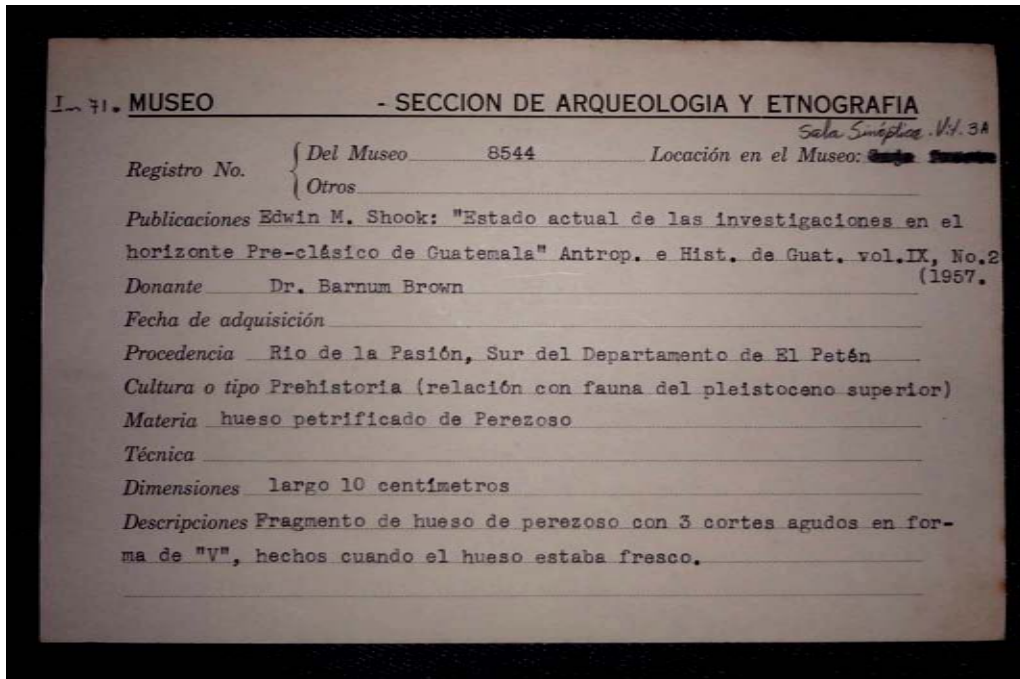 I-71. MUSEO - SECCION DE ARQUEOLOGIA Y ETNOGRAFIA
Sala Sinóptica. Vit. 3A
Registro No. Del Museo 8544 Locación en el Museo:
Otros
Publicaciones Edwin M. Shook: "Estado actual de las investigaciones en el
horizonte Pre-clásico de Guatemala" Antrop. e Hist. de Guat. vol.IX, No.2
(1957.
Donante Dr. Barnum Brown
Fecha de adquisición
Procedencia Rio de la Pasión, Sur del Departamento de El Petén
Cultura o tipo Prehistoria (relación con fauna del pleistoceno superior)
Materia hueso petrificado de Perezoso
Técnica
Dimensiones largo 10 centímetros
Descripciones Fragmento de hueso de perezoso con 3 cortes agudos en for-
ma de "V", hechos cuando el hueso estaba fresco.